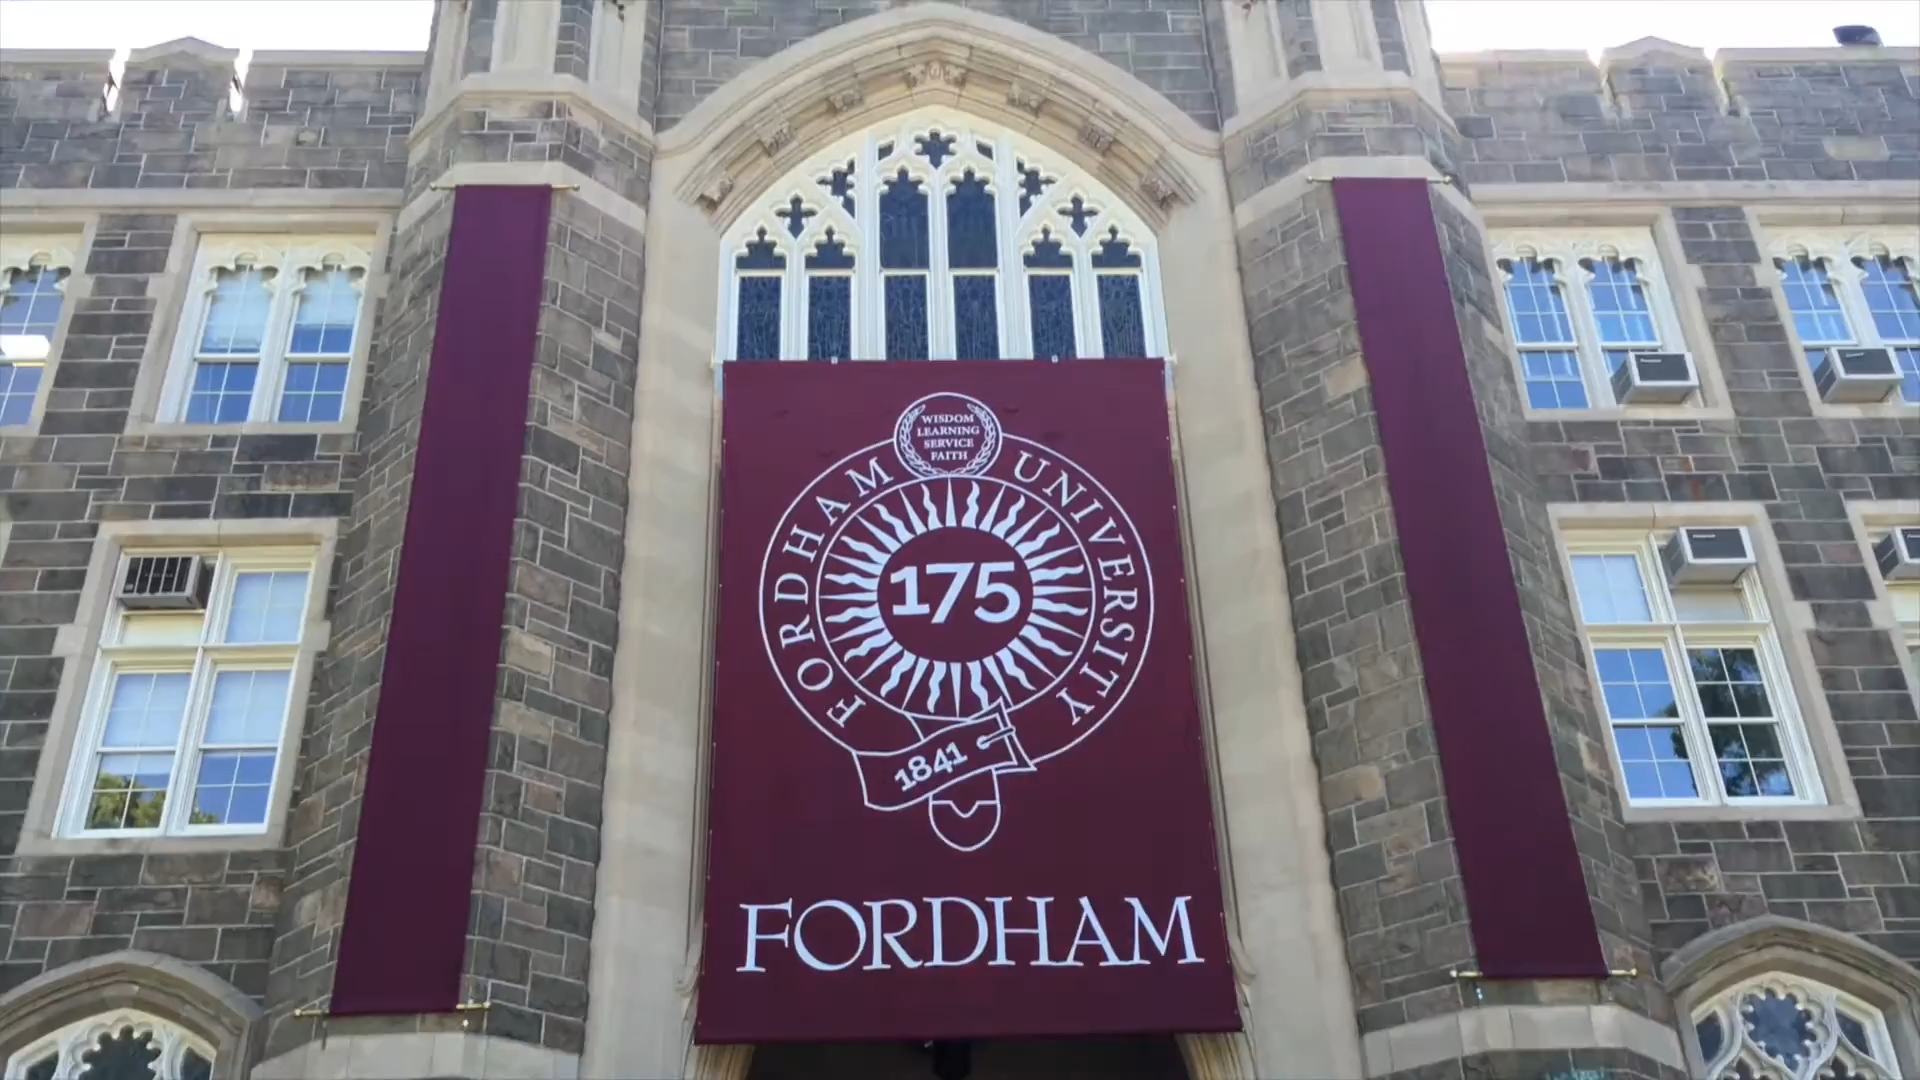 WISDOM
LEARNING
SERVICE
FAITH
FORDHAM UNIVERSITY
175
1841
FORDHAM